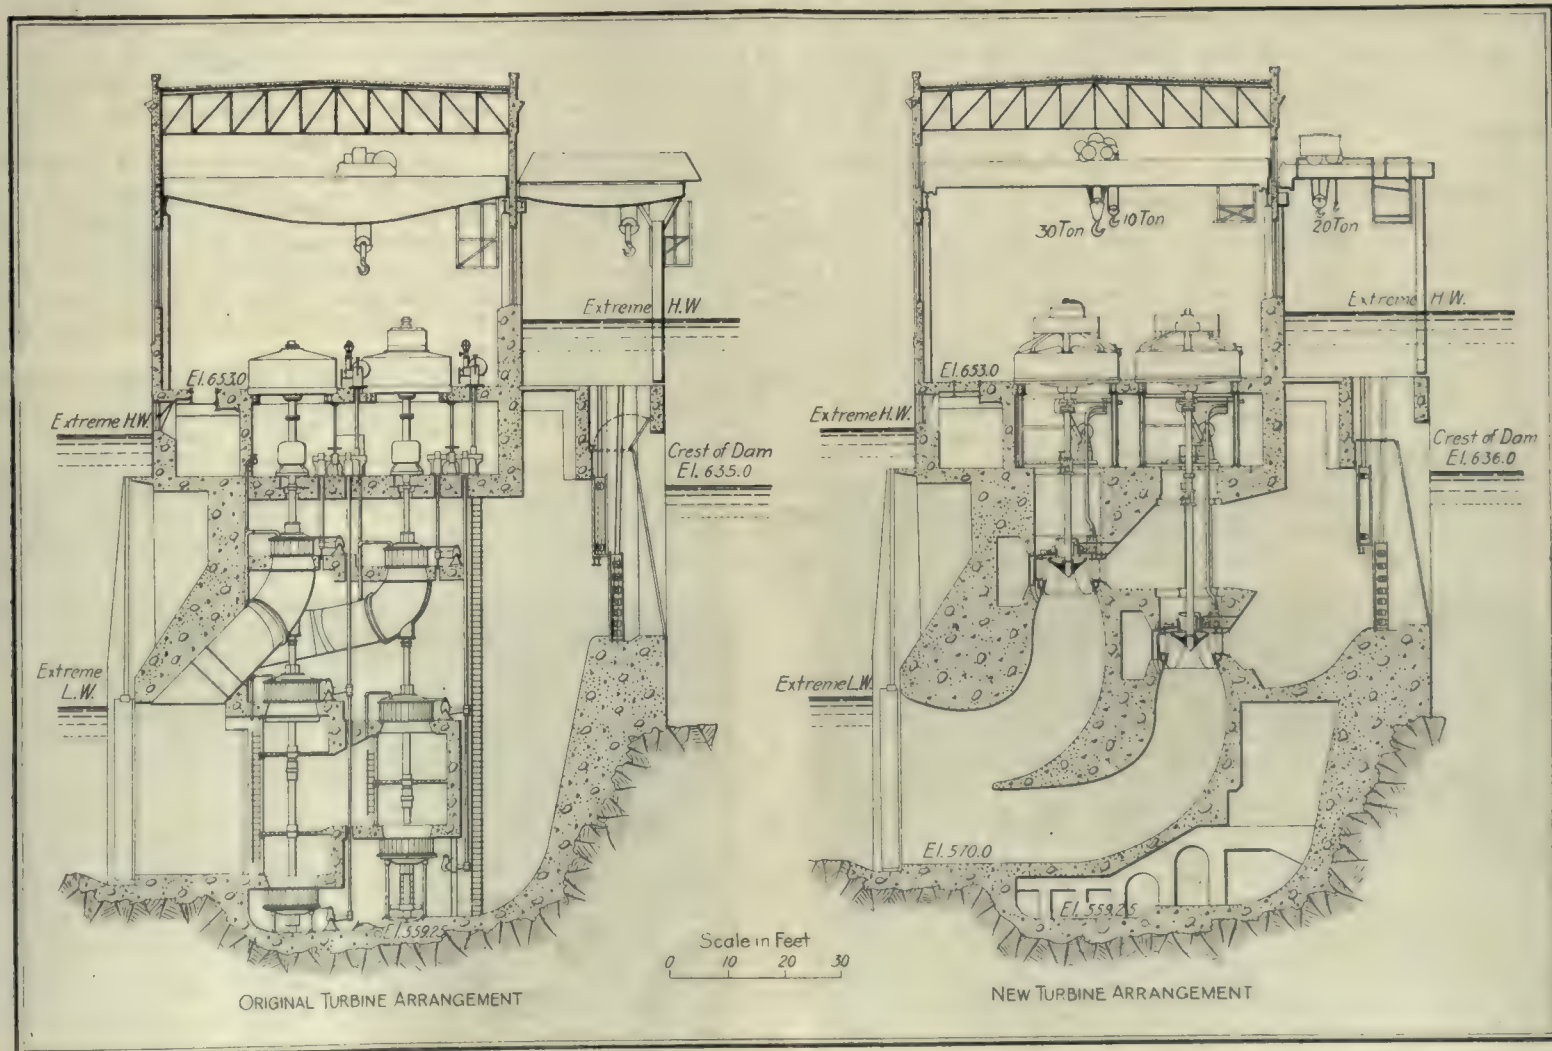 Extreme H.W
El.653.0
Extreme H.W.
Crest of Dam
El.635.0
Extreme
L.W.
El.559.25
ORIGINAL TURBINE ARRANGEMENT
Scale in Feet
0 10 20 30
30 Ton
10 Ton
20 Ton
Extreme H.W.
El.653.0
Extreme H.W.
Crest of Dam
El.636.0
Extreme L.W.
El.570.0
El.559.25
NEW TURBINE ARRANGEMENT